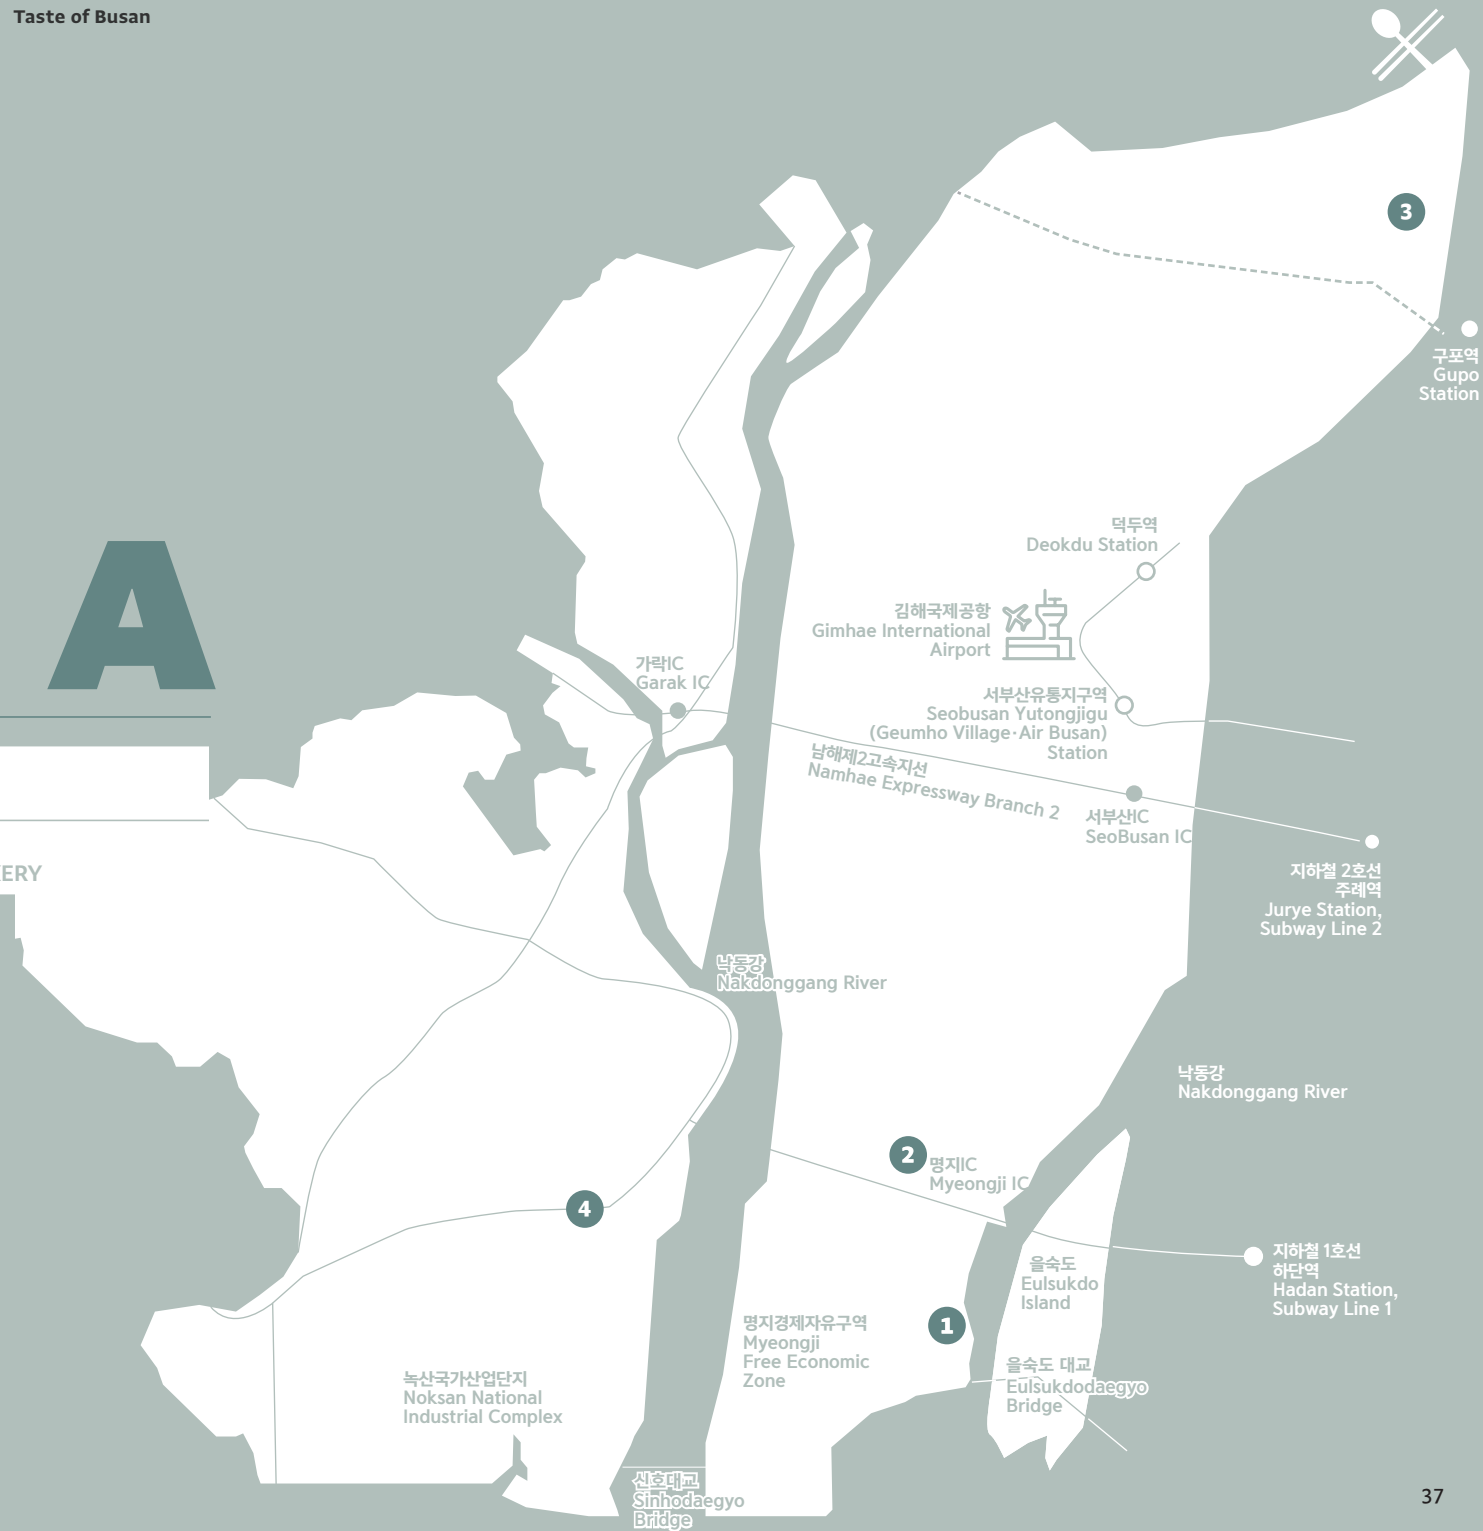 Taste of Busan
3
구포역
Gupo
Station
덕두역
Deokdu Station
A
김해국제공항
Gimhae International
Airport
가락IC
Garak IC
서부산유통지구역
Seobusan Yutongjigu
(Geumho Village·Air Busan)
Station
남해제2고속지선
Namhae Expressway Branch 2
서부산IC
SeoBusan IC
ERY
지하철 2호선
주례역
Jurye Station,
Subway Line 2
낙동강
Nakdonggang River
낙동강
Nakdonggang River
2
명지IC
Myeongji IC
4
지하철 1호선
하단역
Hadan Station,
Subway Line 1
을숙도
Eulsukdo
Island
1
명지경제자유구역
Myeongji
Free Economic
Zone
을숙도 대교
Eulsukdodaegyo
Bridge
녹산국가산업단지
Noksan National
Industrial Complex
신호대교
Sinhodaegyo
Bridge
37